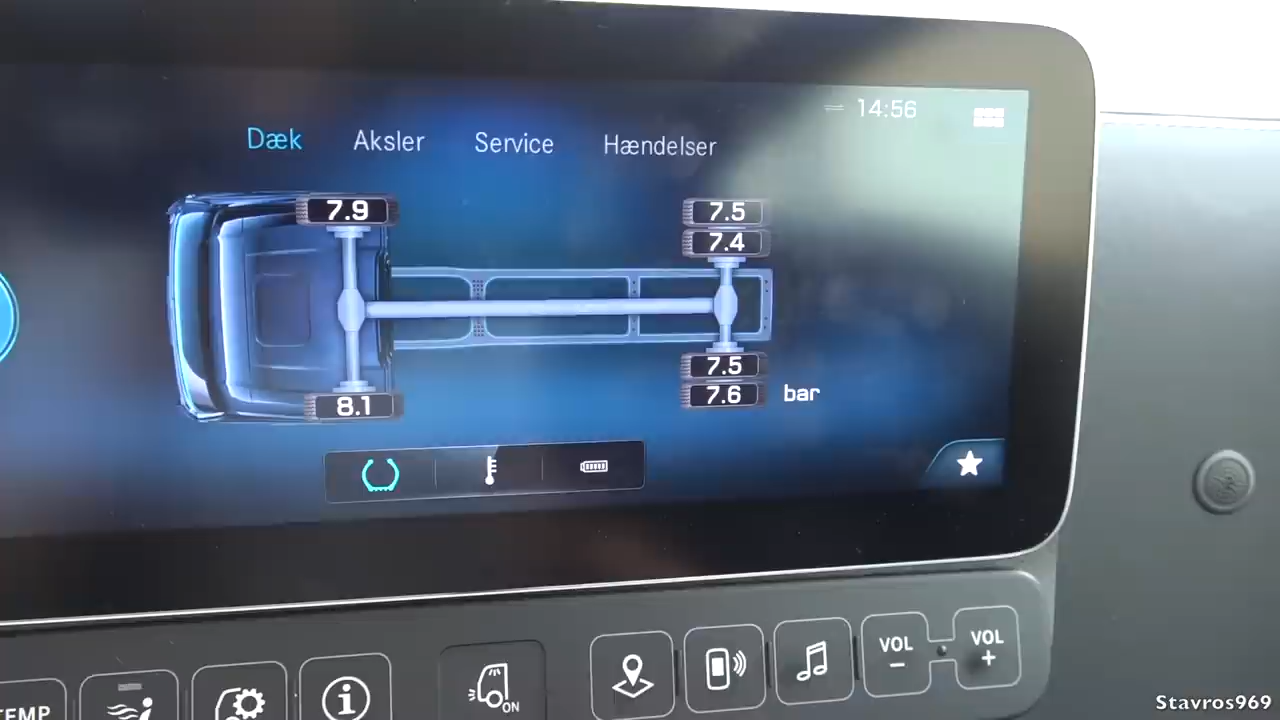 14:56
Dæk Aksler Service Hændelser
7.9 7.5
7.4
7.5
8.1 7.6 bar
TEMP
ON
VOL - VOL +
Stavros969